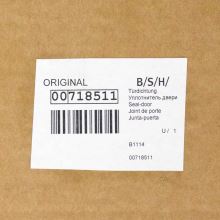 ORIGINAL
B/S/H/
00718511
Türdichtung
Уплотнитель двери
Seal-door
Joint de porte
Junta-puerta
U/ 1
B1114
00718511